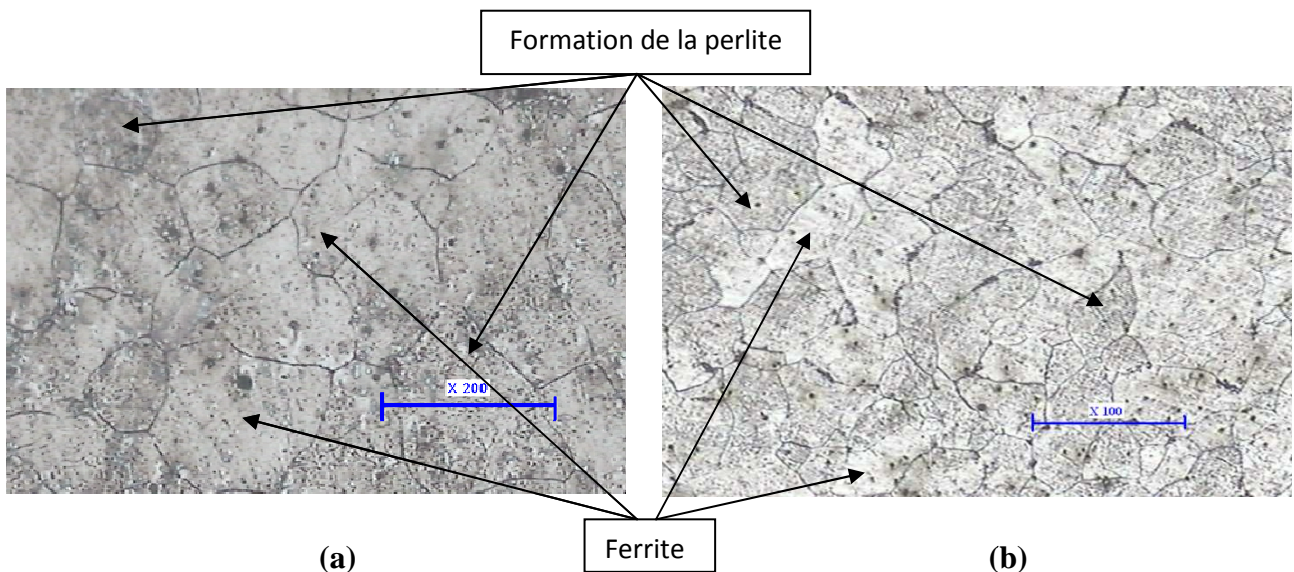 Formation de la perlite
X 200
X 100
Ferrite
(a)
(b)